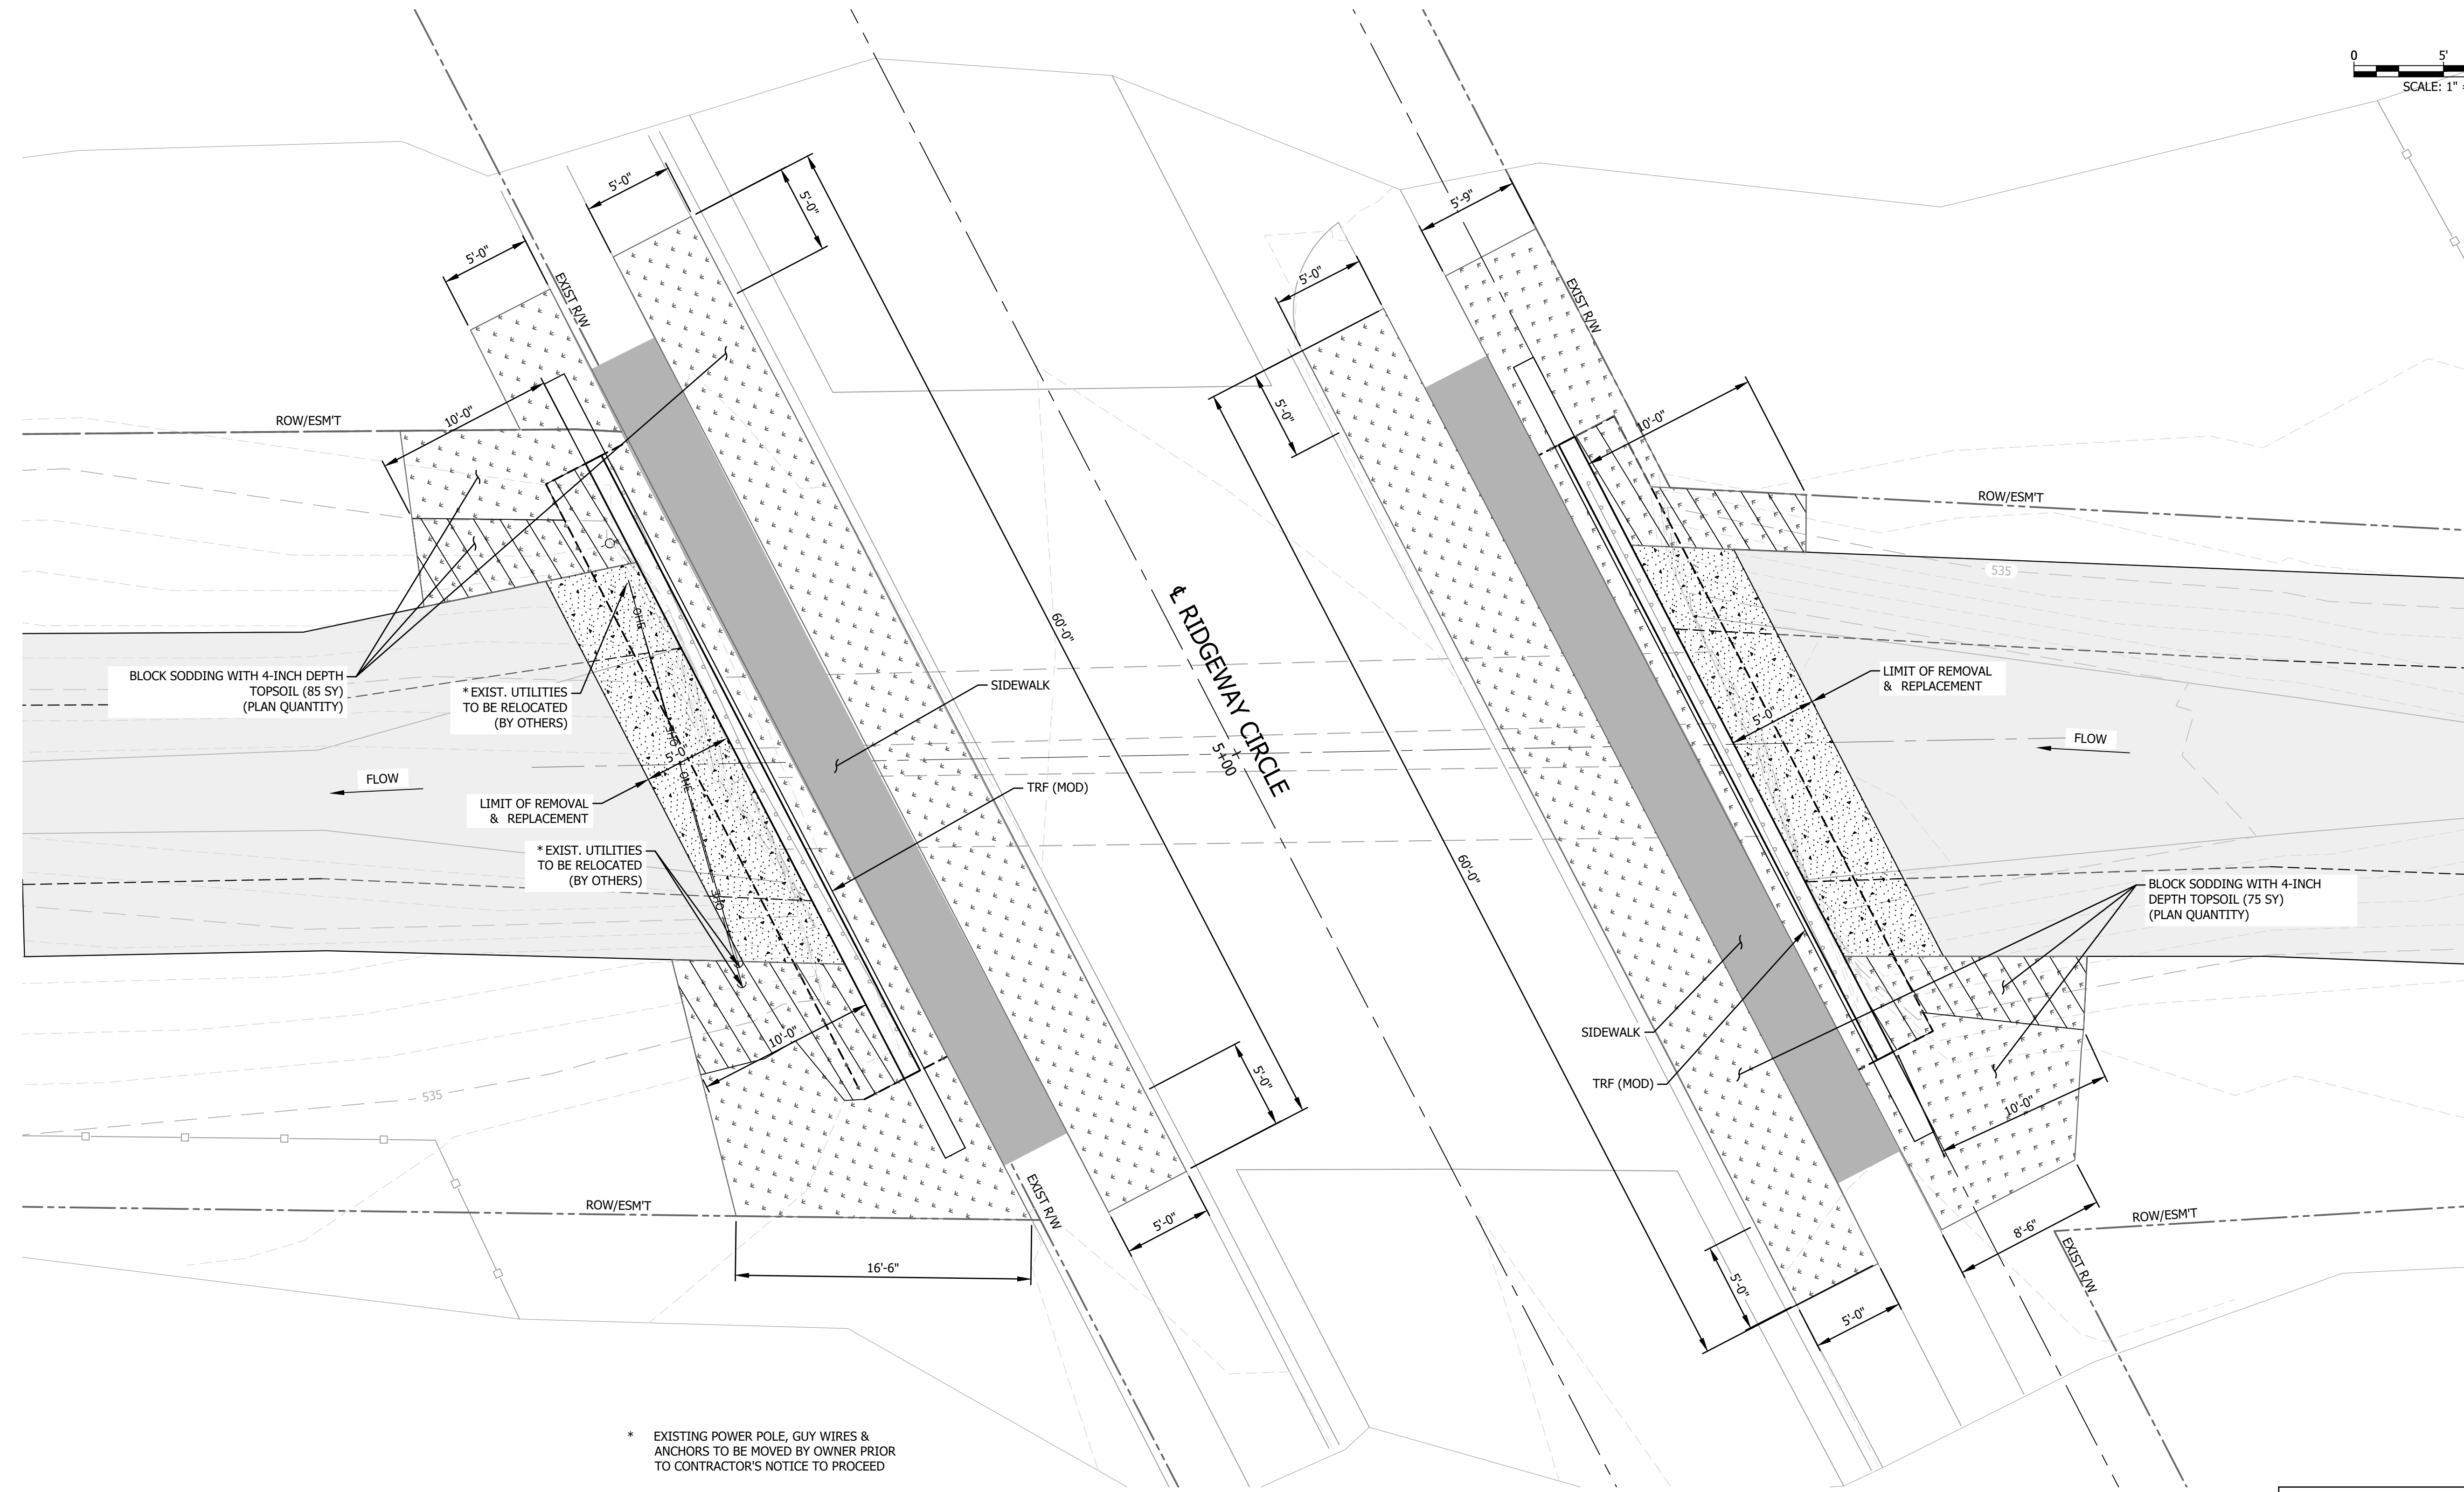 0 5'
SCALE: 1" =
5'-0"
5'-0"
5'-0"
5'-9"
5'-0"
EXIST R/W
EXIST R/W
10'-0"
5'-0"
10'-0"
ROW/ESM'T
ROW/ESM'T
535
60'-0"
℄ RIDGEWAY CIRCLE
5+00
BLOCK SODDING WITH 4-INCH DEPTH
TOPSOIL (85 SY)
(PLAN QUANTITY)
*EXIST. UTILITIES
TO BE RELOCATED
(BY OTHERS)
OHE
OHE
OHE
OHE
SIDEWALK
LIMIT OF REMOVAL
& REPLACEMENT
5'-0"
5'-0"
FLOW
FLOW
LIMIT OF REMOVAL
& REPLACEMENT
TRF (MOD)
*EXIST. UTILITIES
TO BE RELOCATED
(BY OTHERS)
60'-0"
BLOCK SODDING WITH 4-INCH
DEPTH TOPSOIL (75 SY)
(PLAN QUANTITY)
SIDEWALK
TRF (MOD)
10'-0"
5'-0"
10'-0"
535
ROW/ESM'T
EXIST R/W
5'-0"
8'-6"
ROW/ESM'T
EXIST R/W
16'-6"
5'-0"
5'-0"
* EXISTING POWER POLE, GUY WIRES &
ANCHORS TO BE MOVED BY OWNER PRIOR
TO CONTRACTOR'S NOTICE TO PROCEED